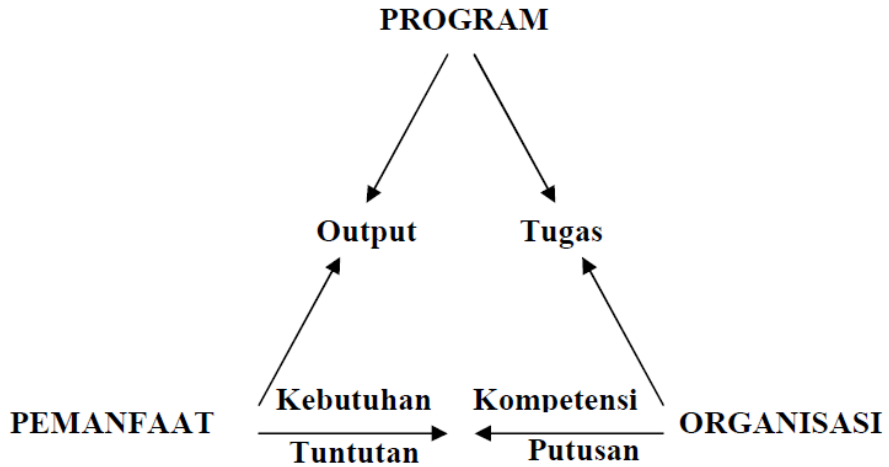 PROGRAM
Output Tugas
Kebutuhan Kompetensi
PEMANFAAT ORGANISASI
Tuntutan Putusan